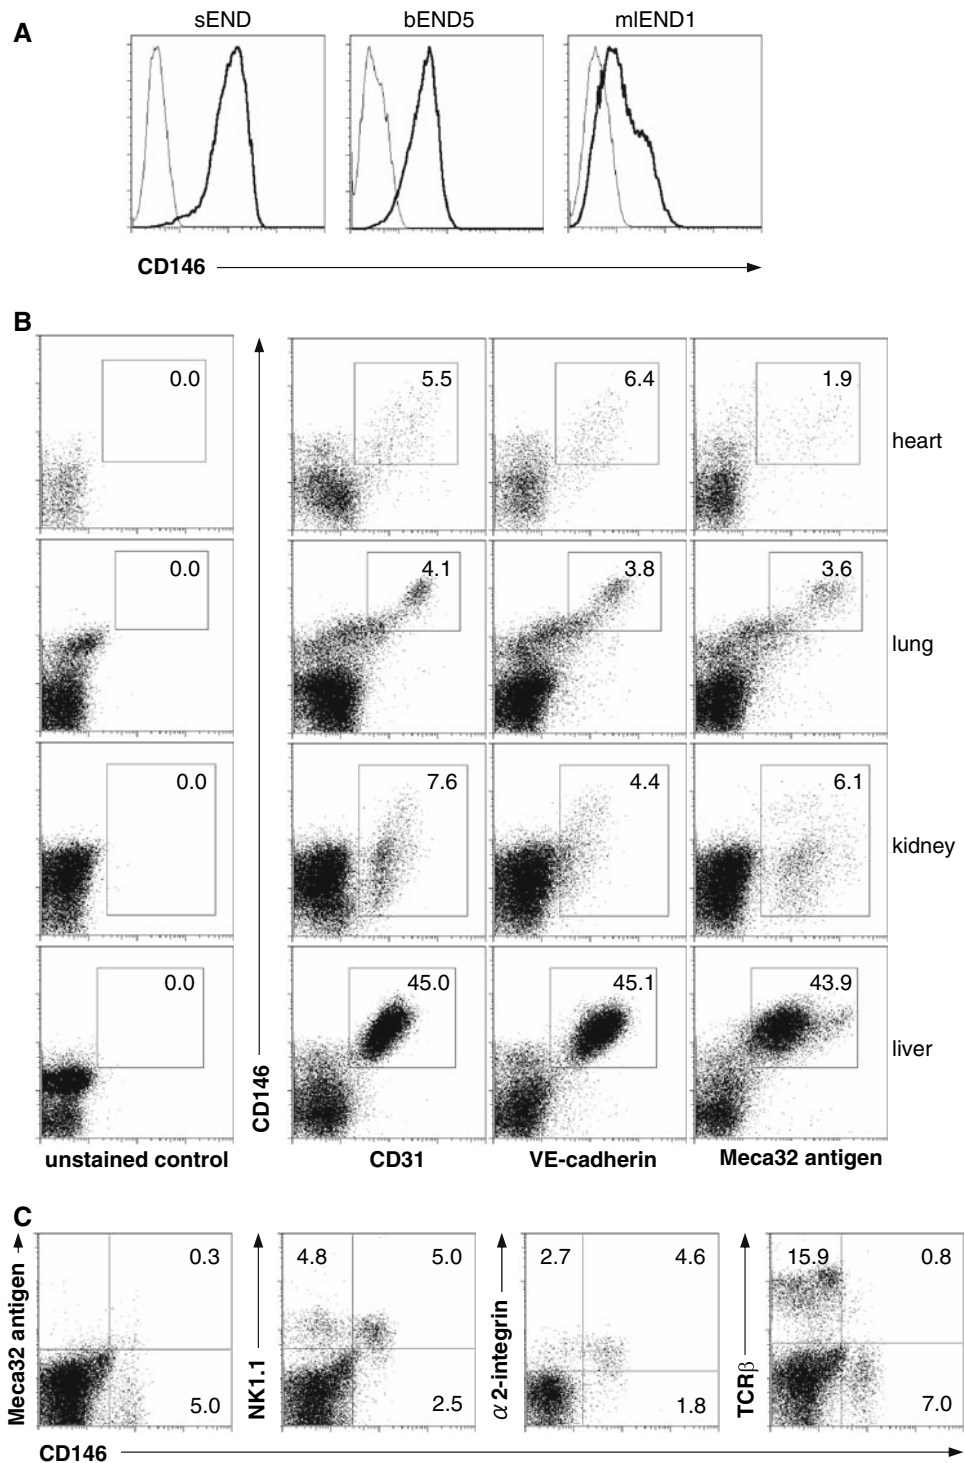 A
sEND
bEND5
mlEND1
CD146
B
0.0
5.5
6.4
1.9
heart
0.0
4.1
3.8
3.6
lung
0.0
7.6
4.4
6.1
kidney
0.0
45.0
45.1
43.9
liver
CD146
unstained control
CD31
VE-cadherin
Meca32 antigen
C
Meca32 antigen
0.3
5.0
NK1.1
4.8
5.0
2.5
α2-integrin
2.7
4.6
1.8
TCRβ
15.9
0.8
7.0
CD146